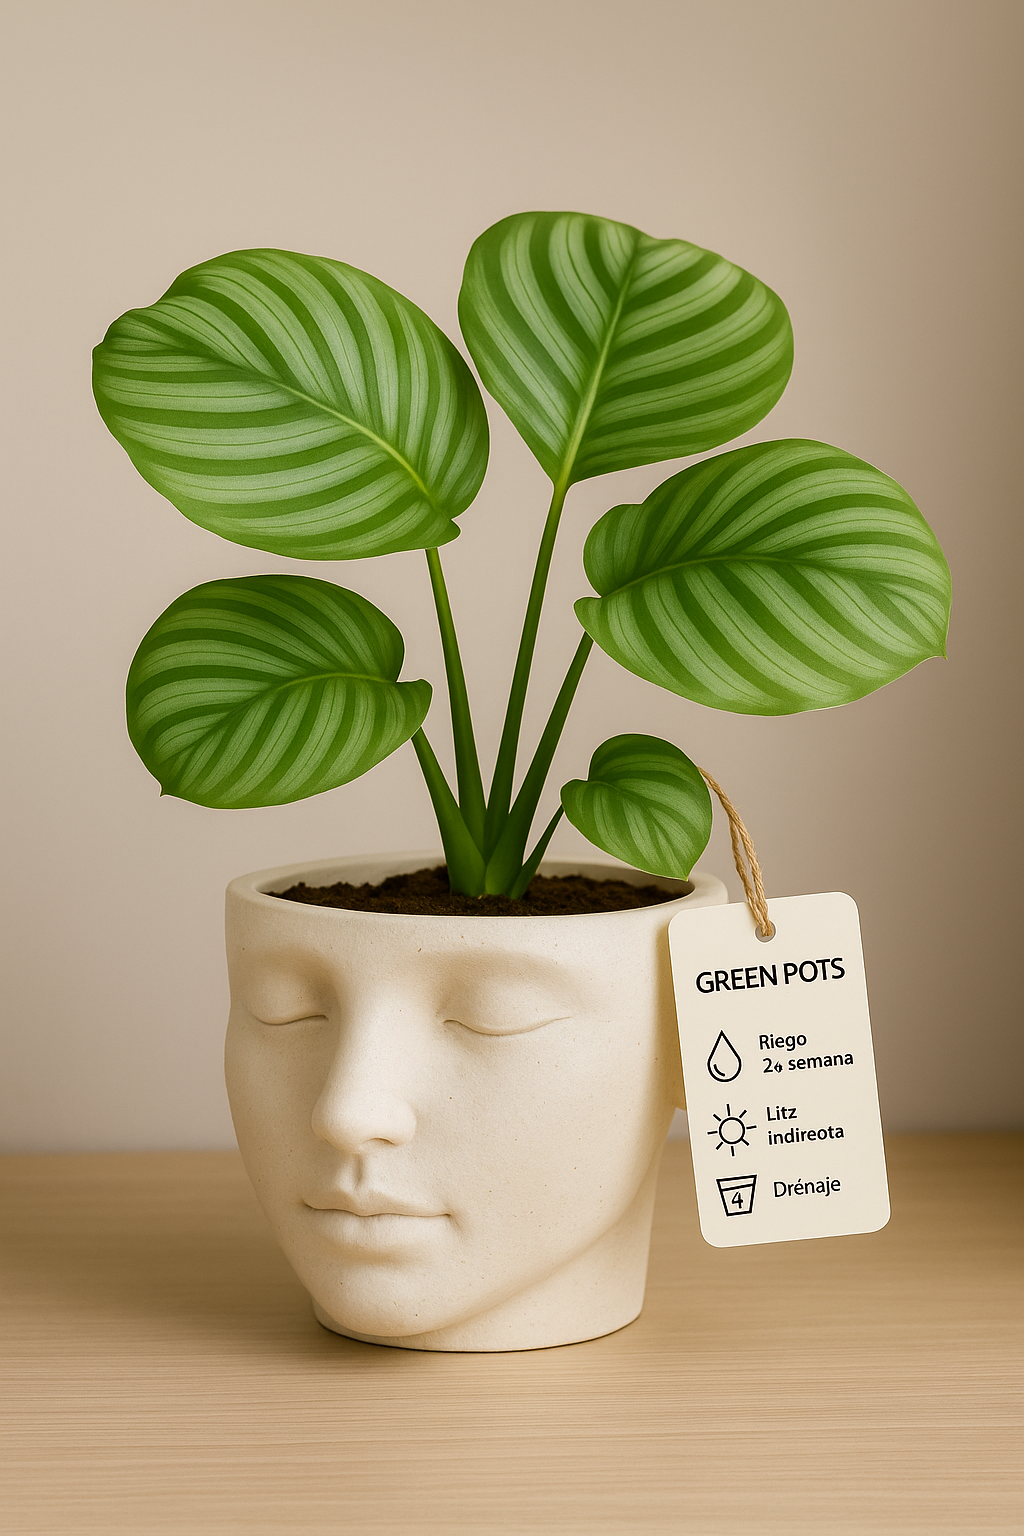 GREEN POTS
Riego
semana
Litz
indireota
4
Drénaje